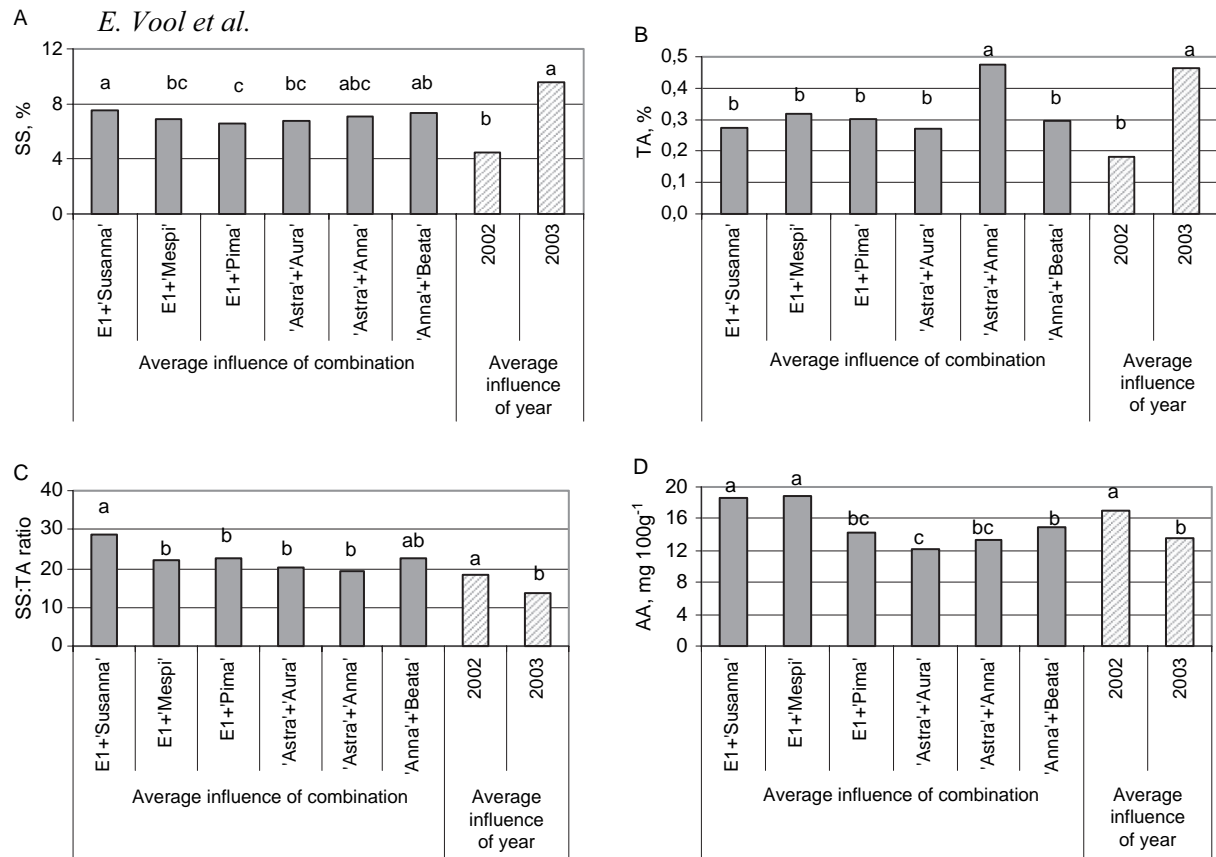 E. Vool et al.
A
SS, %
12
8
4
0
a
bc
c
bc
abc
ab
b
a
E1+'Susanna'
E1+'Mespi'
E1+'Pima'
'Astra'+'Aura'
'Astra'+'Anna'
'Anna'+'Beata'
2002
2003
Average influence of combination
Average
influence
of year
B
TA, %
0,5
0,4
0,3
0,2
0,1
0,0
b
b
b
b
a
b
b
a
E1+'Susanna'
E1+'Mespi'
E1+'Pima'
'Astra'+'Aura'
'Astra'+'Anna'
'Anna'+'Beata'
2002
2003
Average influence of combination
Average
influence
of year
C
SS:TA ratio
40
30
20
10
0
a
b
b
b
b
ab
a
b
E1+'Susanna'
E1+'Mespi'
E1+'Pima'
'Astra'+'Aura'
'Astra'+'Anna'
'Anna'+'Beata'
2002
2003
Average influence of combination
Average
influence
of year
D
AA, mg 100g⁻¹
20
16
12
8
4
0
a
a
bc
c
bc
b
a
b
E1+'Susanna'
E1+'Mespi'
E1+'Pima'
'Astra'+'Aura'
'Astra'+'Anna'
'Anna'+'Beata'
2002
2003
Average influence of combination
Average
influence
of year